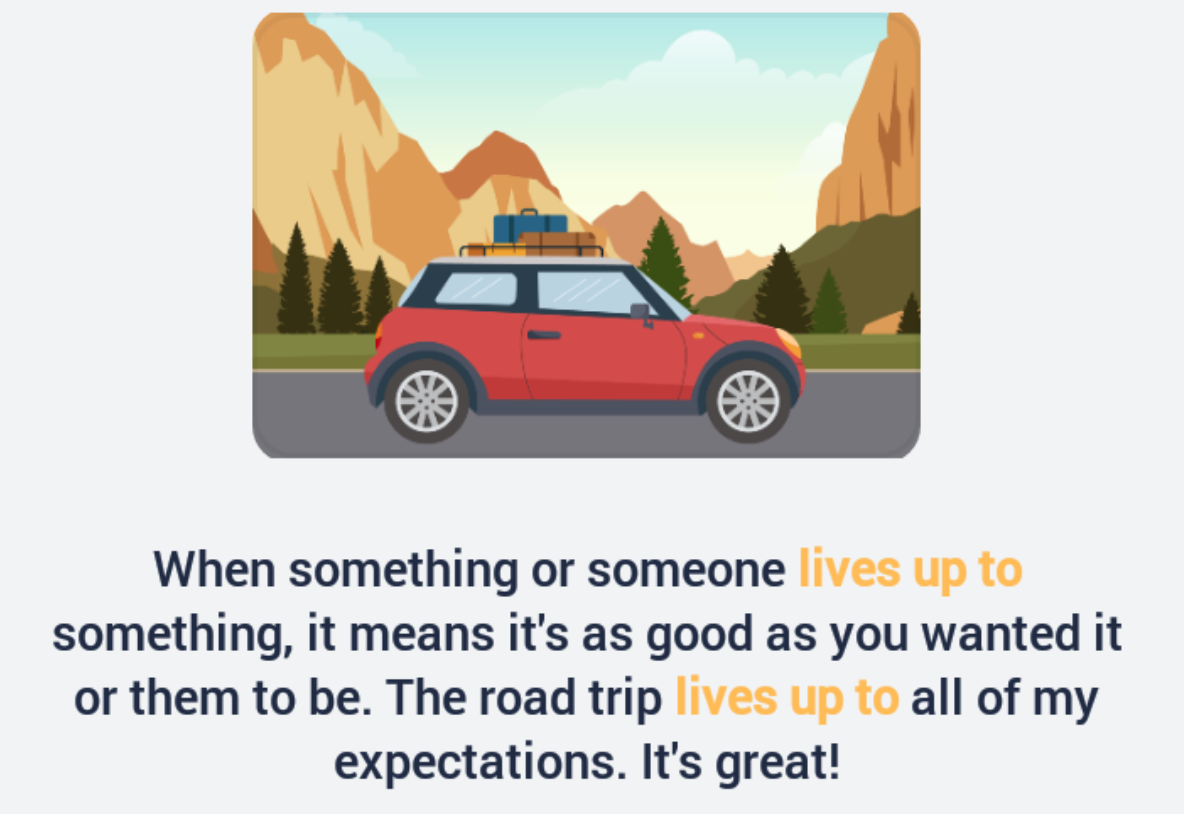 When something or someone lives up to
something, it means it's as good as you wanted it
or them to be. The road trip lives up to all of my
expectations. It's great!